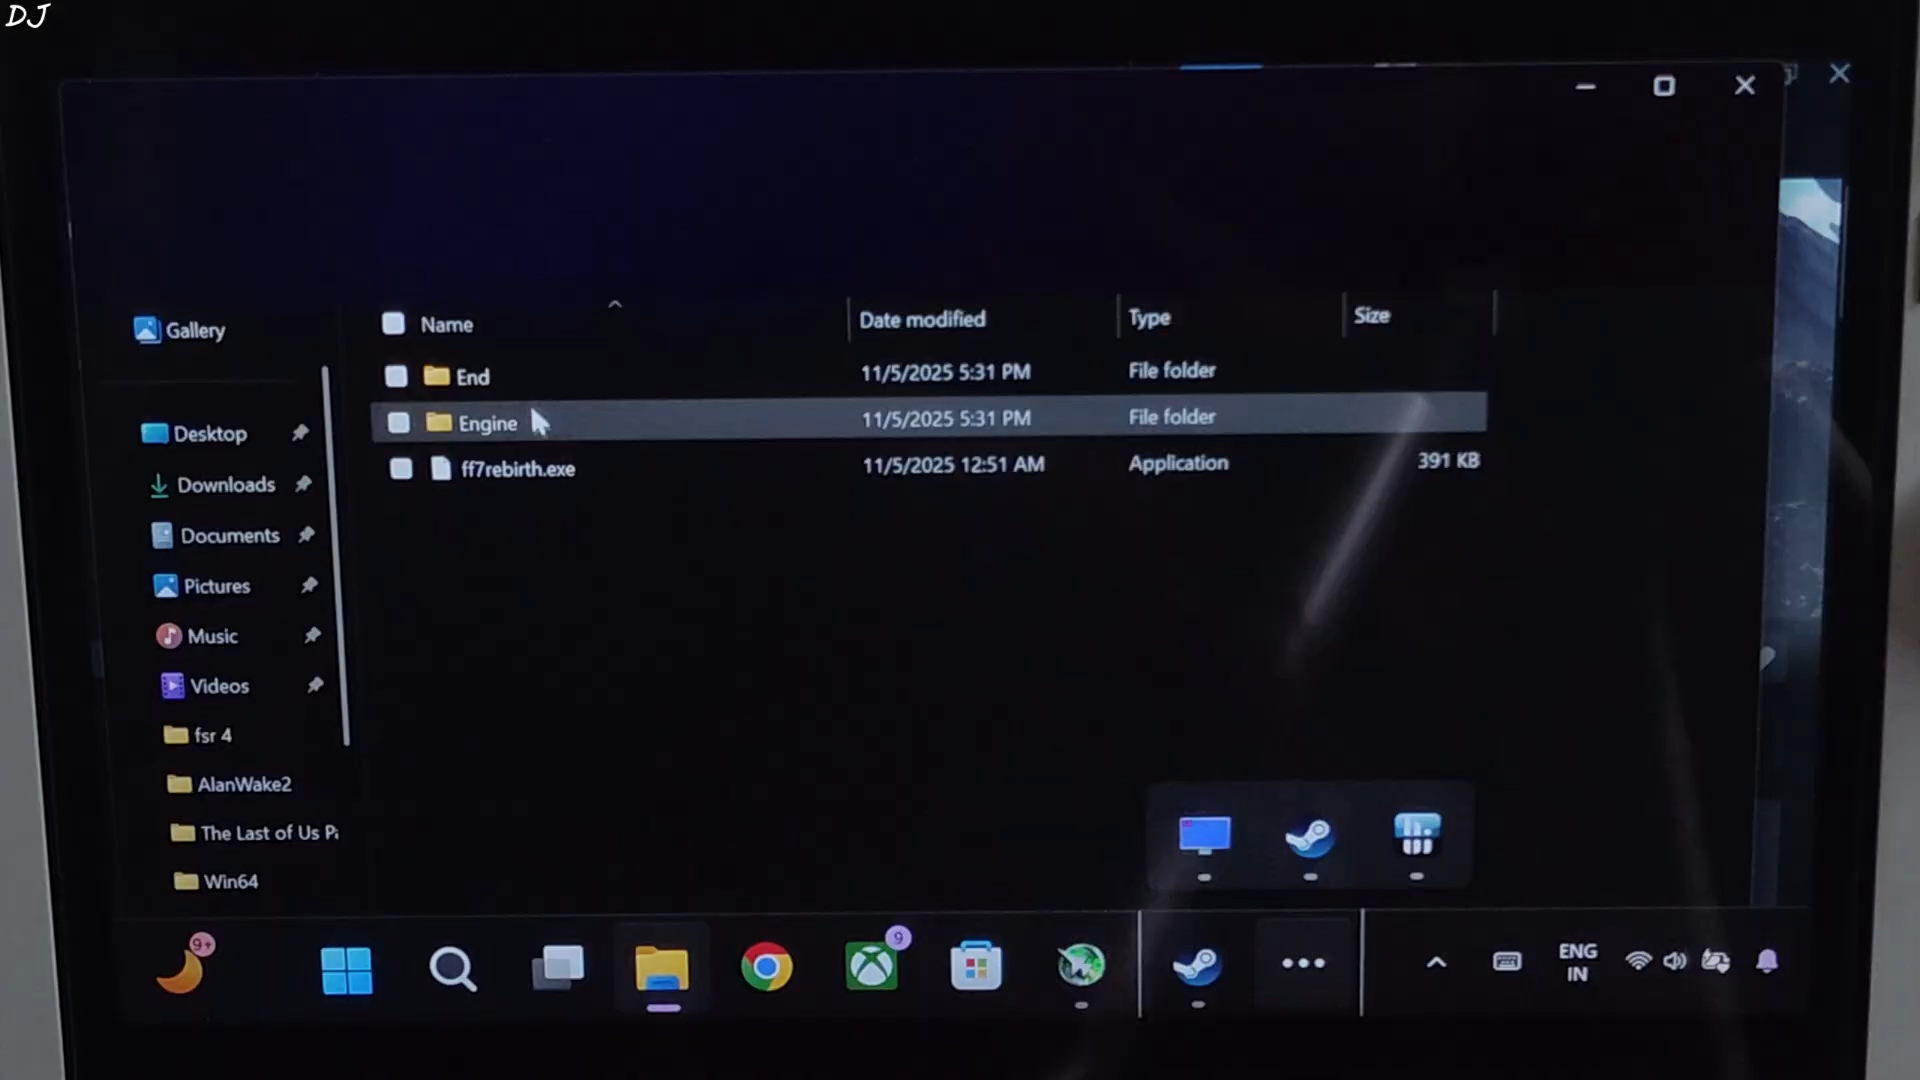 DJ
Gallery
Name Date modified Type Size
End 11/5/2025 5:31 PM File folder
Engine 11/5/2025 5:31 PM File folder
ff7rebirth.exe 11/5/2025 12:51 AM Application 391 KB
Desktop
Downloads
Documents
Pictures
Music
Videos
fsr 4
AlanWake2
The Last of Us Pa
Win64
9+
9
ENG
IN